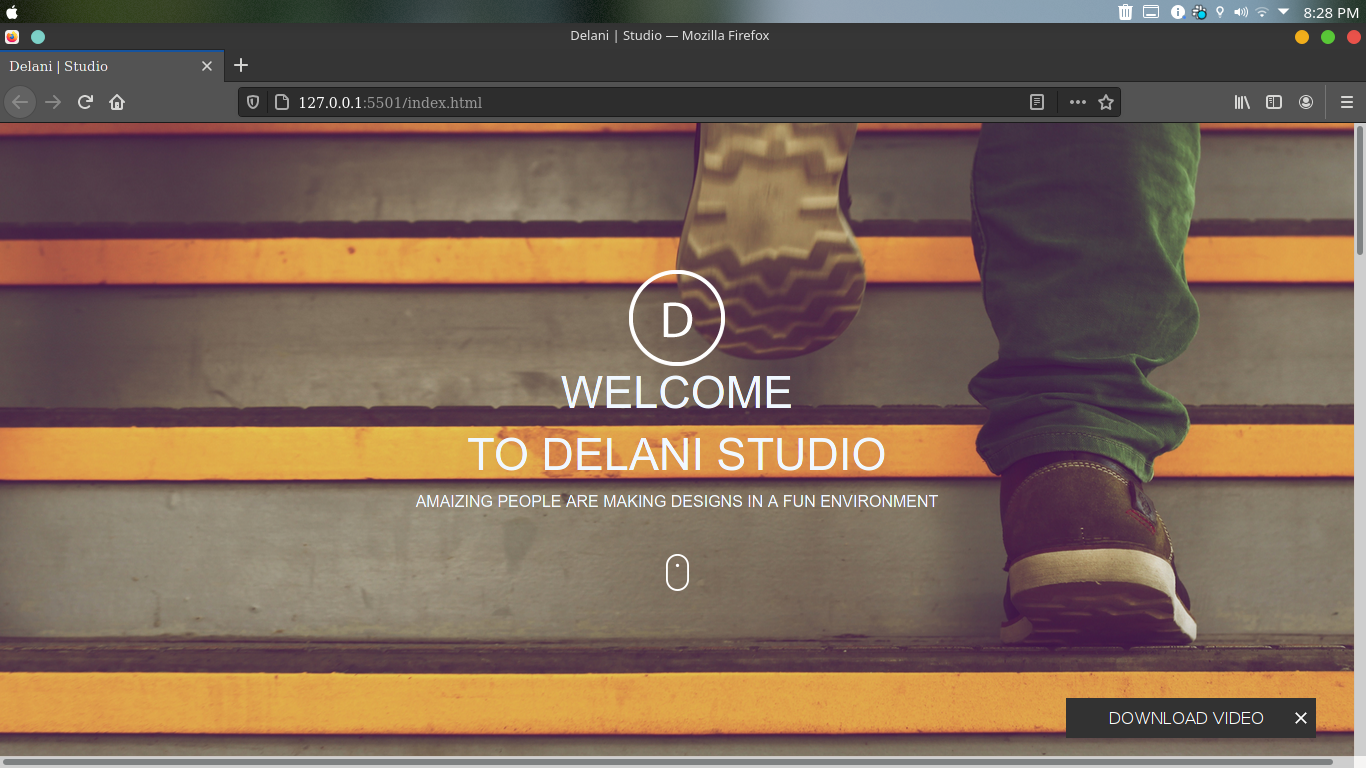 8:28 PM
Delani | Studio — Mozilla Firefox
Delani | Studio
127.0.0.1:5501/index.html
D
WELCOME
TO DELANI STUDIO
AMAIZING PEOPLE ARE MAKING DESIGNS IN A FUN ENVIRONMENT
DOWNLOAD VIDEO